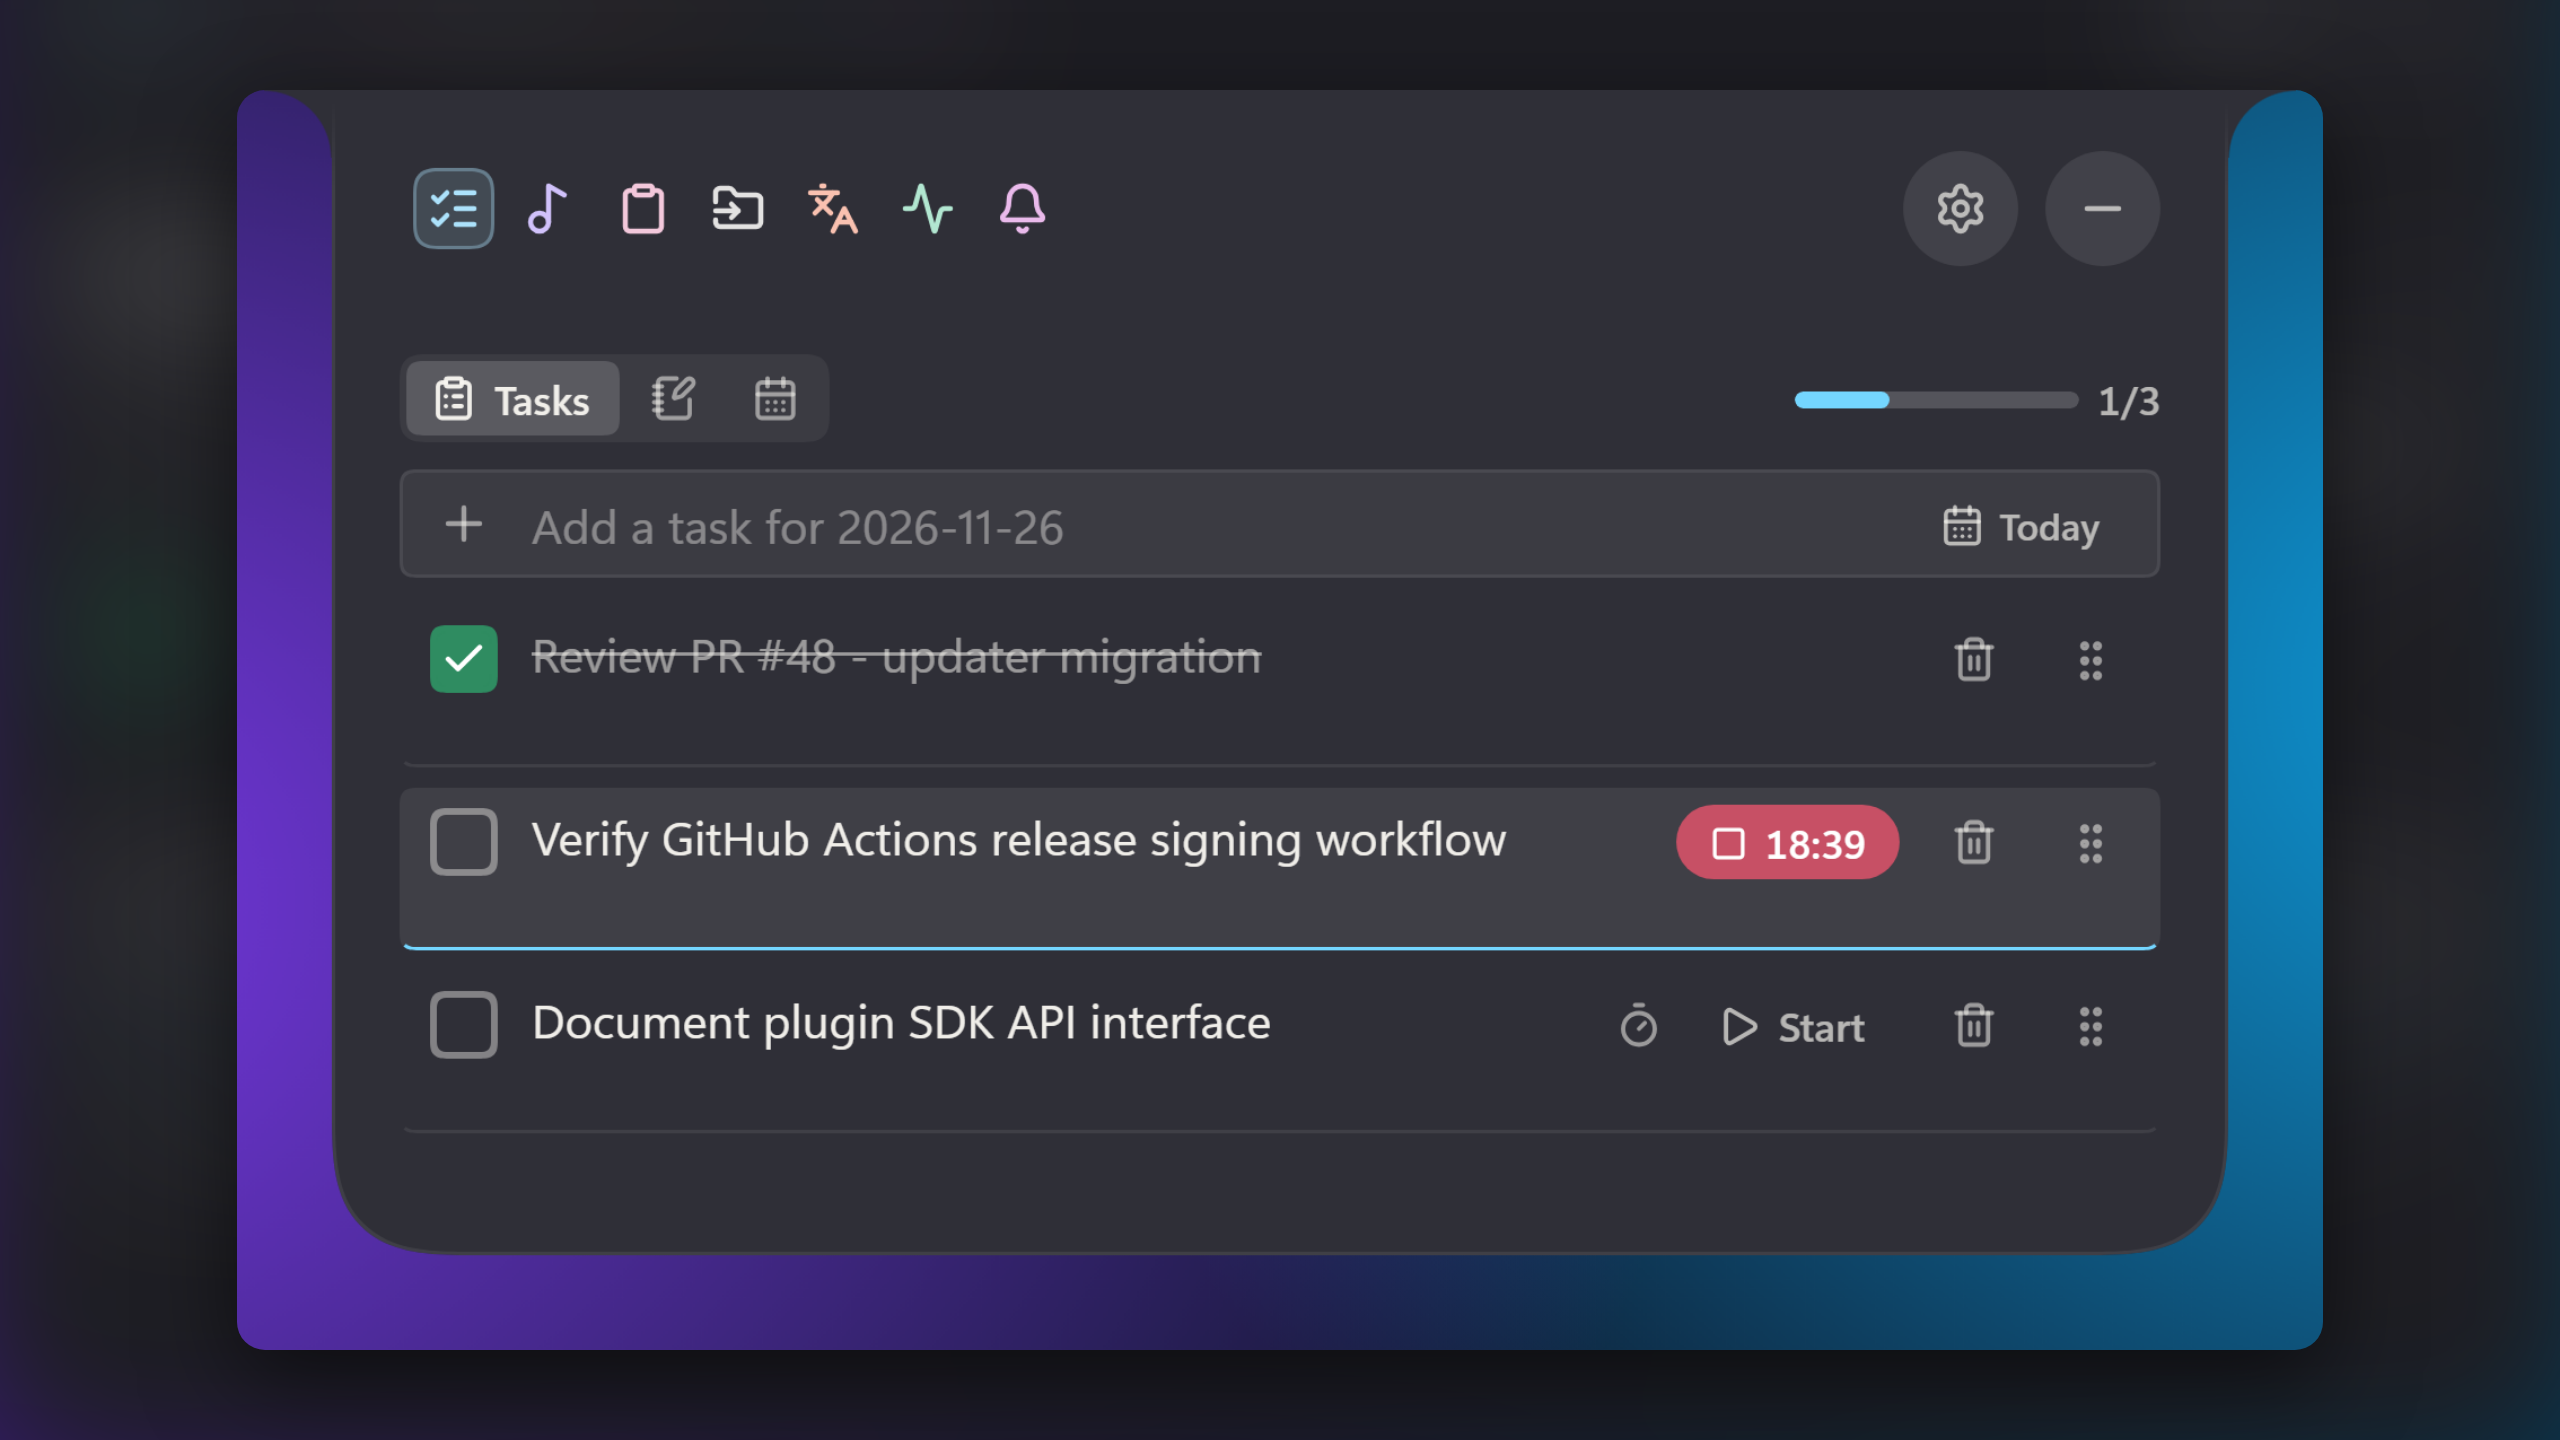 Tasks
1/3
Add a task for 2026-11-26
Today
Review PR #48 - updater migration
Verify GitHub Actions release signing workflow
18:39
Document plugin SDK API interface
Start